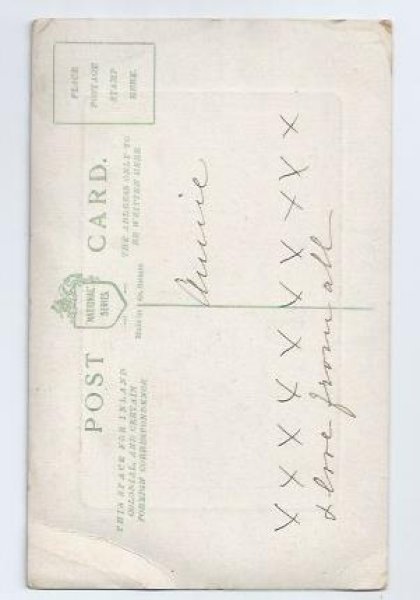 POST CARD.
NATIONAL SERIES
THIS SPACE FOR INLAND
COLONIAL, AND CERTAIN
FOREIGN CORRESPONDENCE
THE ADDRESS ONLY TO
BE WRITTEN HERE
PLACE
POSTAGE
STAMP
HERE.
Annie
X X X X X X X X X X
& love from all